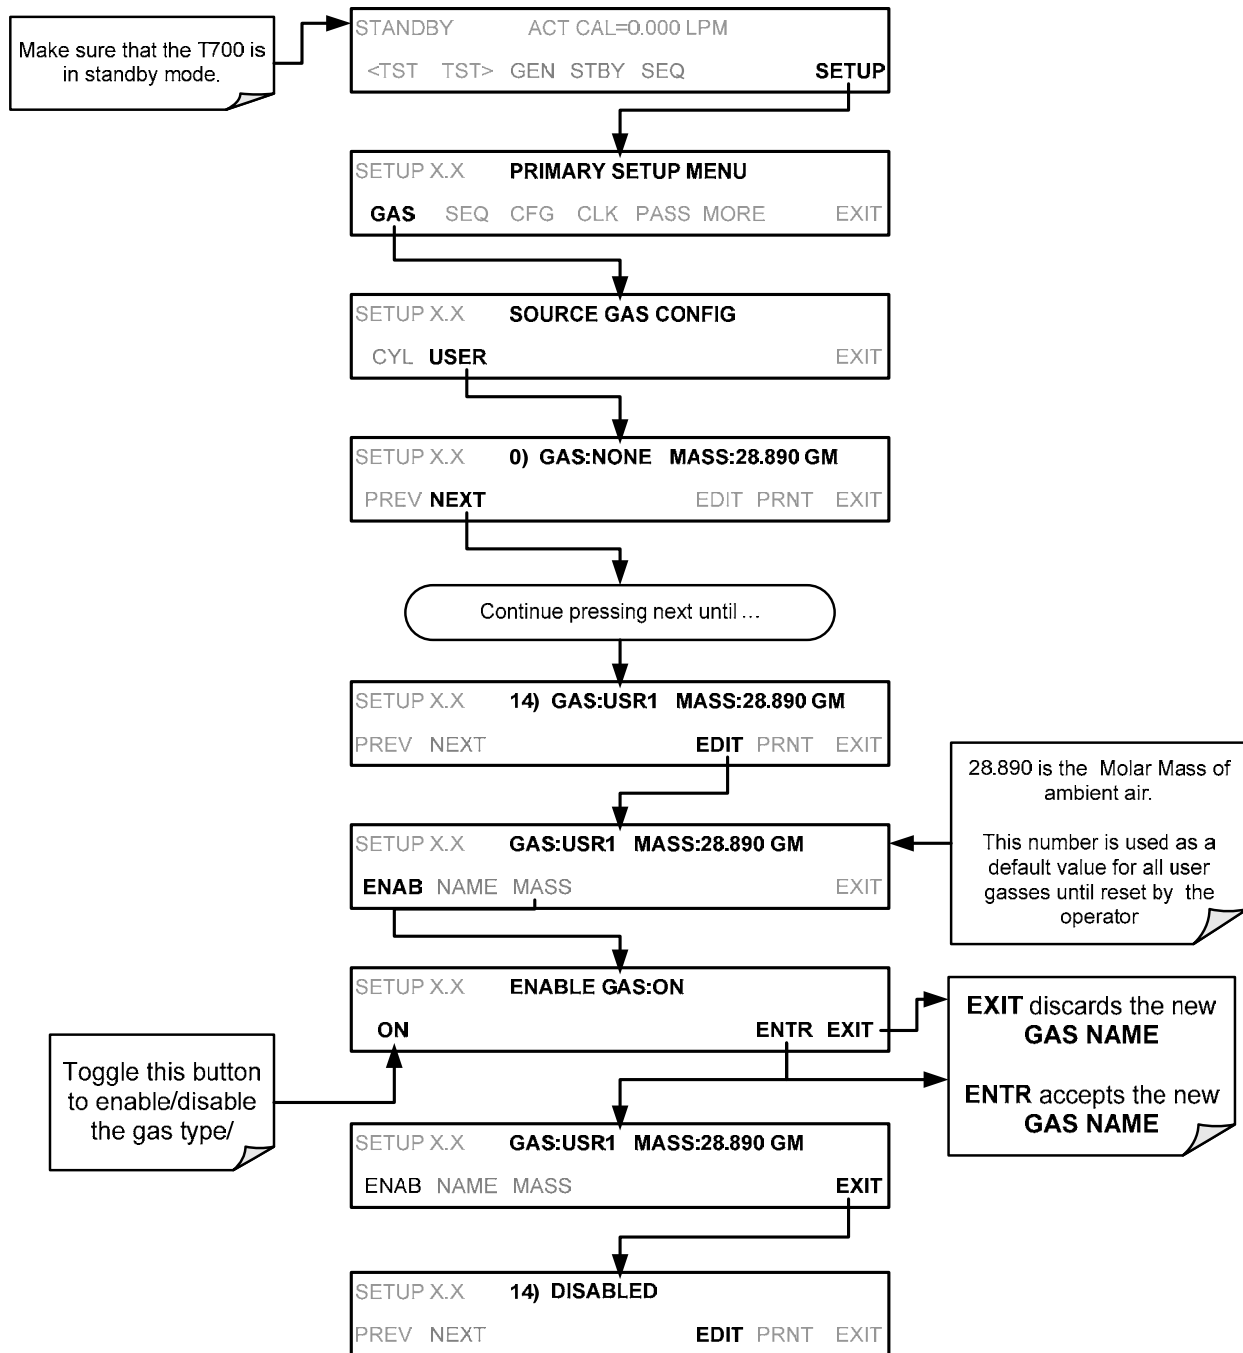 Make sure that the T700 is
in standby mode.
STANDBY ACT CAL=0.000 LPM
<TST TST> GEN STBY SEQ SETUP
SETUP X.X PRIMARY SETUP MENU
GAS SEQ CFG CLK PASS MORE EXIT
SETUP X.X SOURCE GAS CONFIG
CYL USER EXIT
SETUP X.X 0) GAS:NONE MASS:28.890 GM
PREV NEXT EDIT PRNT EXIT
Continue pressing next until ...
SETUP X.X 14) GAS:USR1 MASS:28.890 GM
PREV NEXT EDIT PRNT EXIT
28.890 is the Molar Mass of
ambient air.
This number is used as a
default value for all user
gasses until reset by the
operator
SETUP X.X GAS:USR1 MASS:28.890 GM
ENAB NAME MASS EXIT
SETUP X.X ENABLE GAS:ON
ON ENTR EXIT
EXIT discards the new
GAS NAME
ENTR accepts the new
GAS NAME
Toggle this button
to enable/disable
the gas type/
SETUP X.X GAS:USR1 MASS:28.890 GM
ENAB NAME MASS EXIT
SETUP X.X 14) DISABLED
PREV NEXT EDIT PRNT EXIT